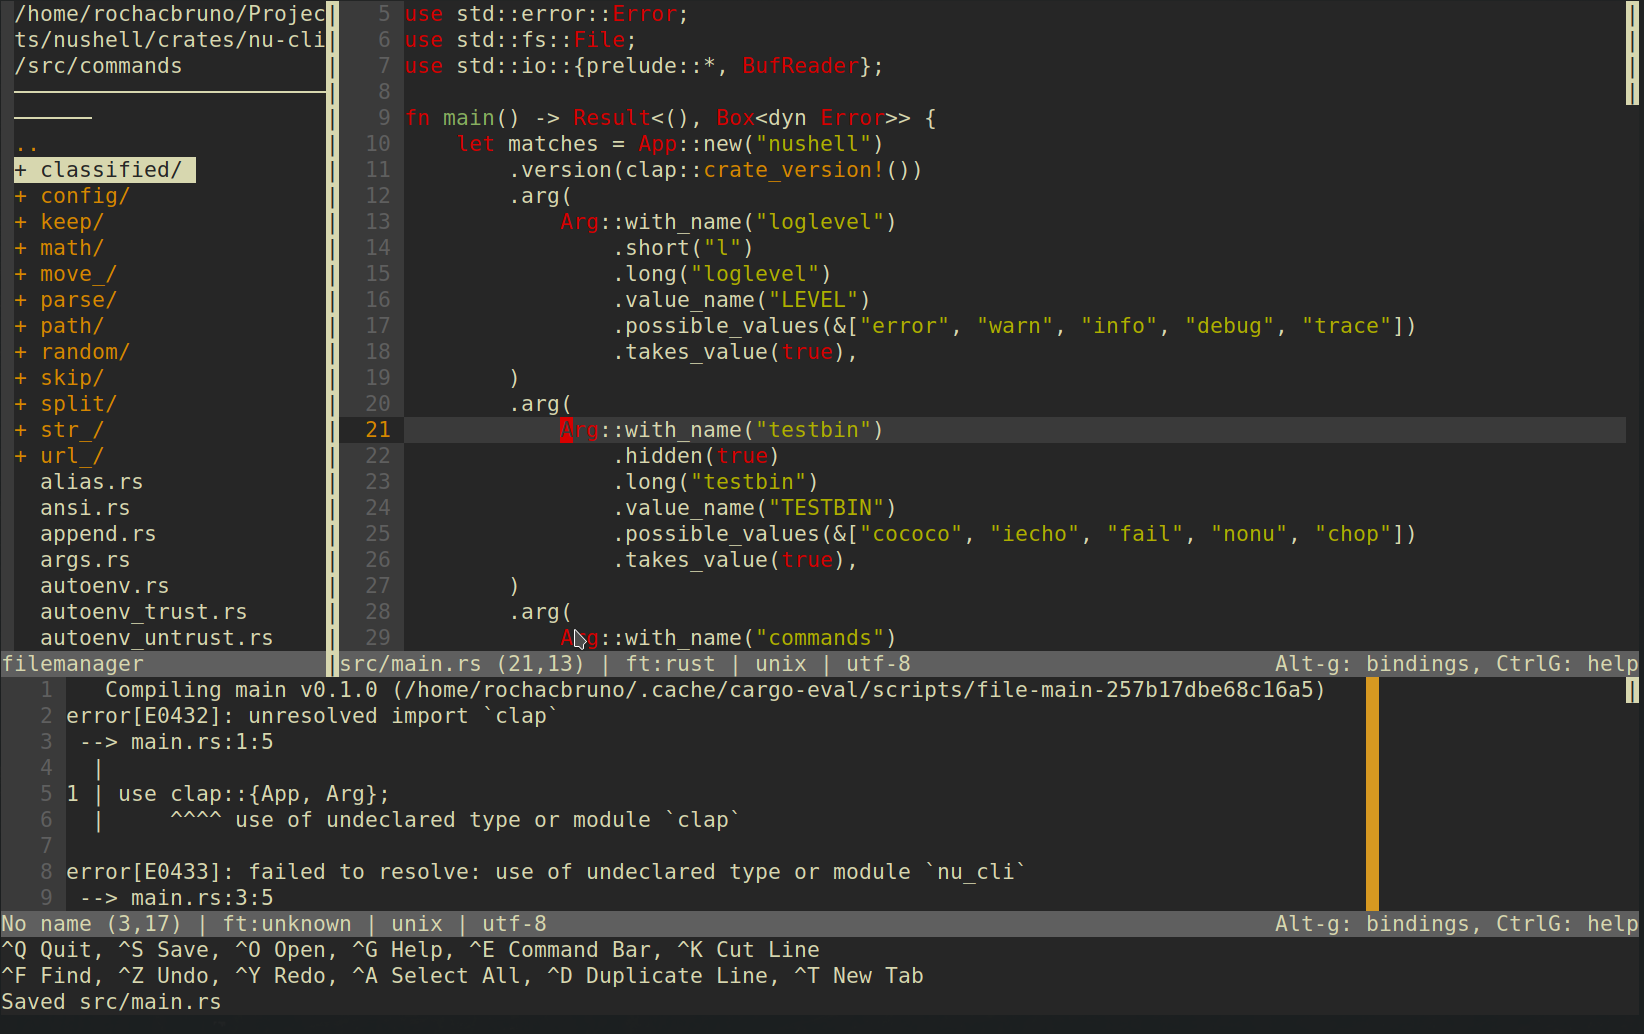 /home/rochacbruno/Projec
ts/nushell/crates/nu-cli
/src/commands
..
+ classified/
+ config/
+ keep/
+ math/
+ move_/
+ parse/
+ path/
+ random/
+ skip/
+ split/
+ str_/
+ url_/
alias.rs
ansi.rs
append.rs
args.rs
autoenv.rs
autoenv_trust.rs
autoenv_untrust.rs
filemanager
5 use std::error::Error;
6 use std::fs::File;
7 use std::io::{prelude::*, BufReader};
8
9 fn main() -> Result<(), Box<dyn Error>> {
10     let matches = App::new("nushell")
11         .version(clap::crate_version!())
12         .arg(
13             Arg::with_name("loglevel")
14                 .short("l")
15                 .long("loglevel")
16                 .value_name("LEVEL")
17                 .possible_values(&["error", "warn", "info", "debug", "trace"])
18                 .takes_value(true),
19         )
20         .arg(
21             Arg::with_name("testbin")
22                 .hidden(true)
23                 .long("testbin")
24                 .value_name("TESTBIN")
25                 .possible_values(&["cococo", "iecho", "fail", "nonu", "chop"])
26                 .takes_value(true),
27         )
28         .arg(
29             Arg::with_name("commands")
src/main.rs (21,13) | ft:rust | unix | utf-8 Alt-g: bindings, CtrlG: help
1    Compiling main v0.1.0 (/home/rochacbruno/.cache/cargo-eval/scripts/file-main-257b17dbe68c16a5)
2 error[E0432]: unresolved import `clap`
3  --> main.rs:1:5
4   |
5 1 | use clap::{App, Arg};
6   |     ^^^^ use of undeclared type or module `clap`
7
8 error[E0433]: failed to resolve: use of undeclared type or module `nu_cli`
9  --> main.rs:3:5
No name (3,17) | ft:unknown | unix | utf-8 Alt-g: bindings, CtrlG: help
^Q Quit, ^S Save, ^O Open, ^G Help, ^E Command Bar, ^K Cut Line
^F Find, ^Z Undo, ^Y Redo, ^A Select All, ^D Duplicate Line, ^T New Tab
Saved src/main.rs